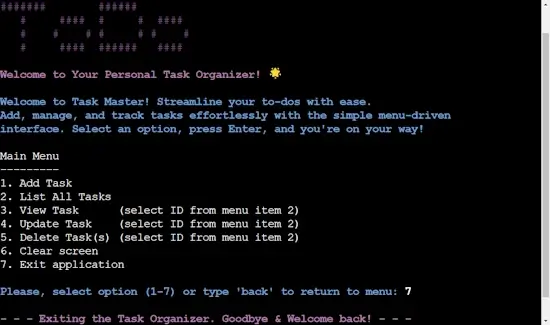 ToDo
Welcome to Your Personal Task Organizer! 🌟
Welcome to Task Master! Streamline your to-dos with ease.
Add, manage, and track tasks effortlessly with the simple menu-driven
interface. Select an option, press Enter, and you're on your way!
Main Menu
---------
1. Add Task
2. List All Tasks
3. View Task (select ID from menu item 2)
4. Update Task (select ID from menu item 2)
5. Delete Task(s) (select ID from menu item 2)
6. Clear screen
7. Exit application
Please, select option (1-7) or type 'back' to return to menu: 7
- - - Exiting the Task Organizer. Goodbye & Welcome back! - - -